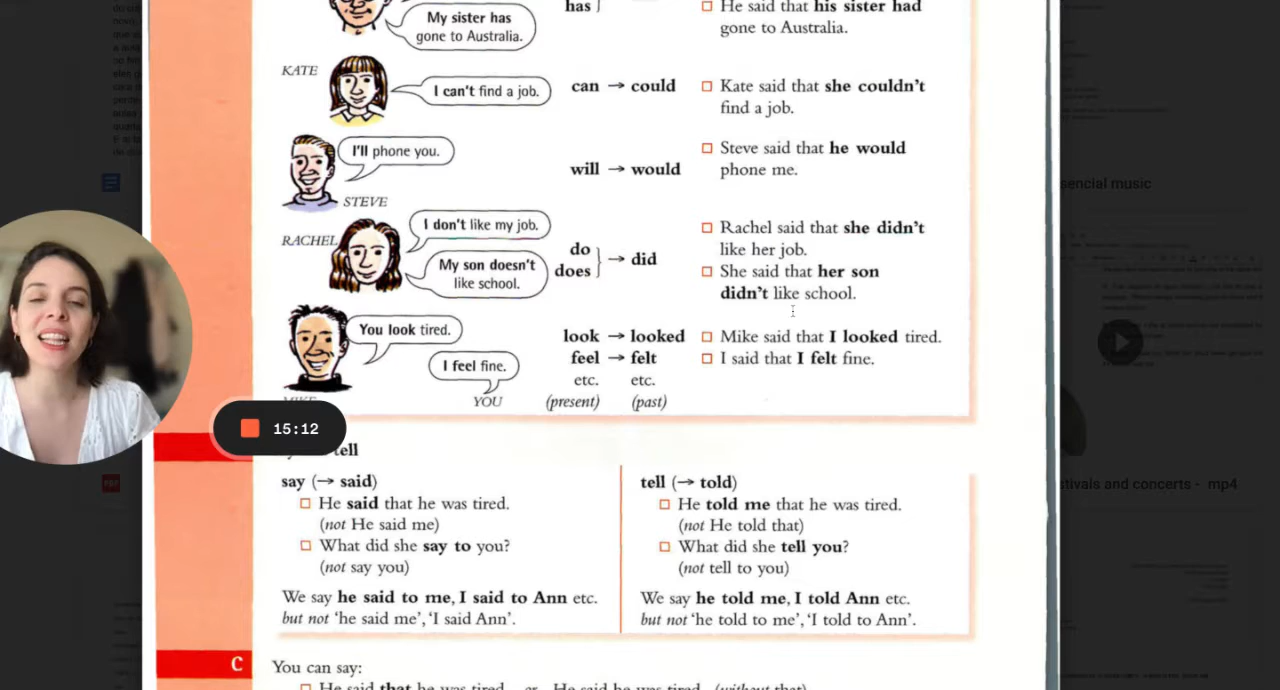 My sister has
gone to Australia.
has
He said that his sister had
gone to Australia.
KATE
I can't find a job.
can → could
Kate said that she couldn't
find a job.
I'll phone you.
STEVE
will → would
Steve said that he would
phone me.
RACHEL
I don't like my job.
My son doesn't
like school.
do
does
→ did
Rachel said that she didn't
like her job.
She said that her son
didn't like school.
You look tired.
I feel fine.
YOU
look → looked
feel → felt
etc. etc.
(present) (past)
Mike said that I looked tired.
I said that I felt fine.
15:12
tell
say (→ said)
He said that he was tired.
(not He said me)
What did she say to you?
(not say you)
We say he said to me, I said to Ann etc.
but not 'he said me', 'I said Ann'.
tell (→ told)
He told me that he was tired.
(not He told that)
What did she tell you?
(not tell to you)
We say he told me, I told Ann etc.
but not 'he told to me', 'I told to Ann'.
C
You can say:
He said that he was tired. or He said he was tired. (without that)
sencial music
stivals and concerts - mp4
PDF